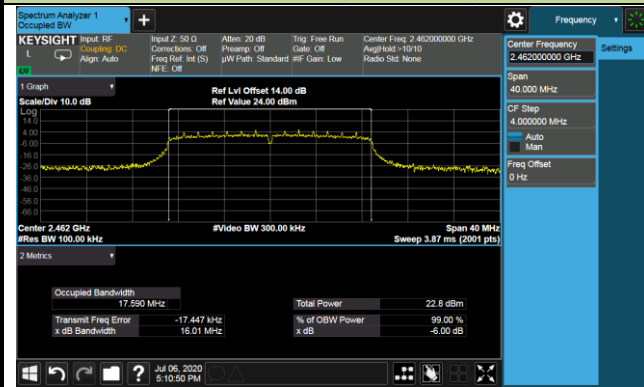 Spectrum Analyzer 1
Occupied BW
+
Frequency
KEYSIGHT
L
Input: RF
Coupling: DC
Align: Auto
Input Z: 50 Ω
Corrections: Off
Freq Ref: Int (S)
NFE: Off
Atten: 20 dB
Preamp: Off
µW Path: Standard
Trig: Free Run
Gate: Off
#IF Gain: Low
Center Freq: 2.462000000 GHz
Avg|Hold:>10/10
Radio Std: None
Center Frequency
2.462000000 GHz
Settings
Span
40.000 MHz
CF Step
4.000000 MHz
Auto
Man
Freq Offset
0 Hz
1 Graph
Scale/Div 10.0 dB
Ref Lvl Offset 14.00 dB
Ref Value 24.00 dBm
Log
14.0
4.00
-6.00
-16.0
-26.0
-36.0
-46.0
-56.0
-66.0
Center 2.462 GHz
#Video BW 300.00 kHz
Span 40 MHz
#Res BW 100.00 kHz
Sweep 3.87 ms (2001 pts)
2 Metrics
Occupied Bandwidth
17.590 MHz
Total Power
22.8 dBm
Transmit Freq Error
-17.447 kHz
% of OBW Power
99.00 %
x dB Bandwidth
16.01 MHz
x dB
-6.00 dB
?
Jul 06, 2020
5:10:50 PM